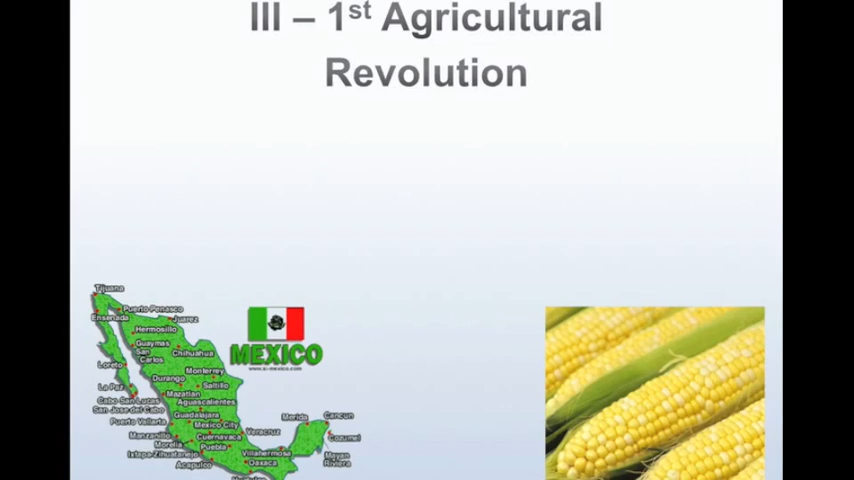 III – 1st Agricultural
Revolution
MEXICO
Tijuana
Ensenada
Puerto Penasco
Juarez
Hermosillo
Guaymas
San
Carlos
Chihuahua
Loreto
Monterrey
Durango
Saltillo
La Paz
Mazatlan
Cabo San Lucas
Aguascalientes
San Jose del Cabo
Guadalajara
Merida
Cancun
Puerto Vallarta
Mexico City
Veracruz
Manzanillo
Cuernavaca
Cozumel
Morelia
Puebla
Villahermosa
Ixtapa-Zihuatanejo
Mayan
Riviera
Acapulco
Oaxaca